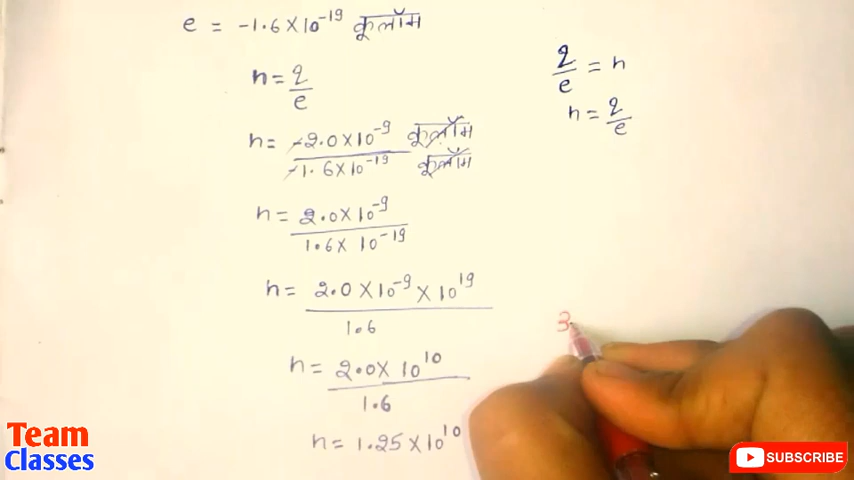 e = -1.6×10⁻¹⁹ कूलॉम
n = q/e
n = -2.0×10⁻⁹ कूलॉम / -1.6×10⁻¹⁹ कूलॉम
n = 2.0×10⁻⁹ / 1.6×10⁻¹⁹
n = 2.0×10⁻⁹×10¹⁹ / 1.6
n = 2.0×10¹⁰ / 1.6
n = 1.25×10¹⁰
q/e = n
n = q/e
Team
Classes
SUBSCRIBE